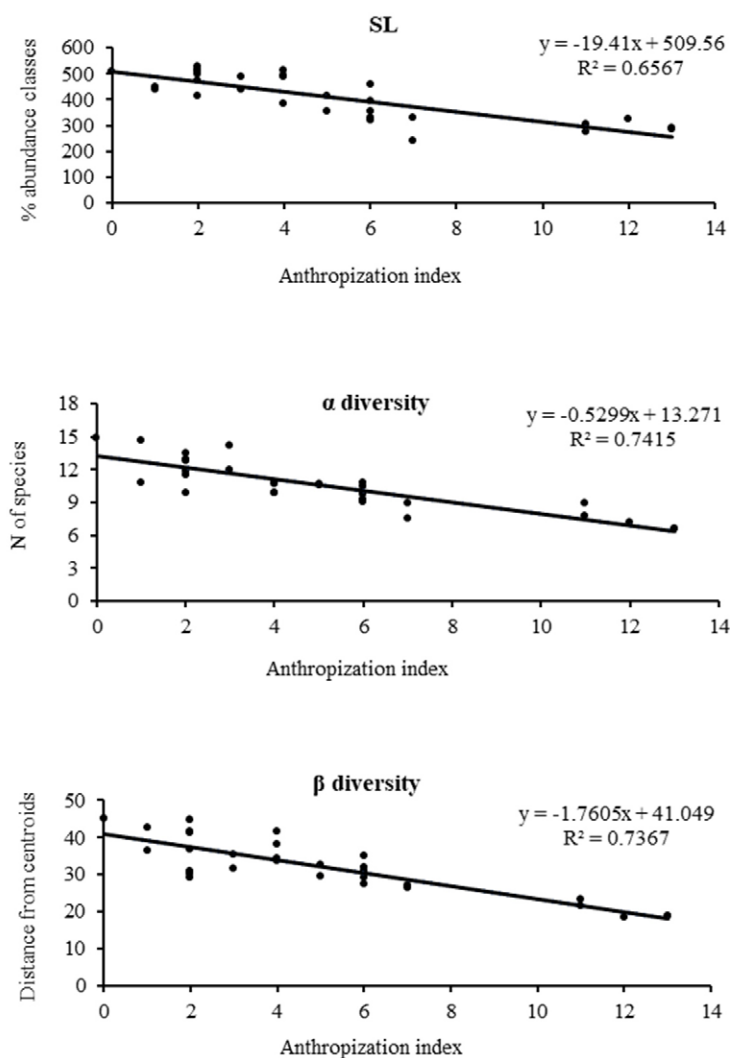 SL
y = -19.41x + 509.56
R² = 0.6567
% abundance classes
600
500
400
300
200
100
0
0 2 4 6 8 10 12 14
Anthropization index
α diversity
y = -0.5299x + 13.271
R² = 0.7415
N of species
18
15
12
9
6
3
0
0 2 4 6 8 10 12 14
Anthropization index
β diversity
y = -1.7605x + 41.049
R² = 0.7367
Distance from centroids
50
40
30
20
10
0
0 2 4 6 8 10 12 14
Anthropization index